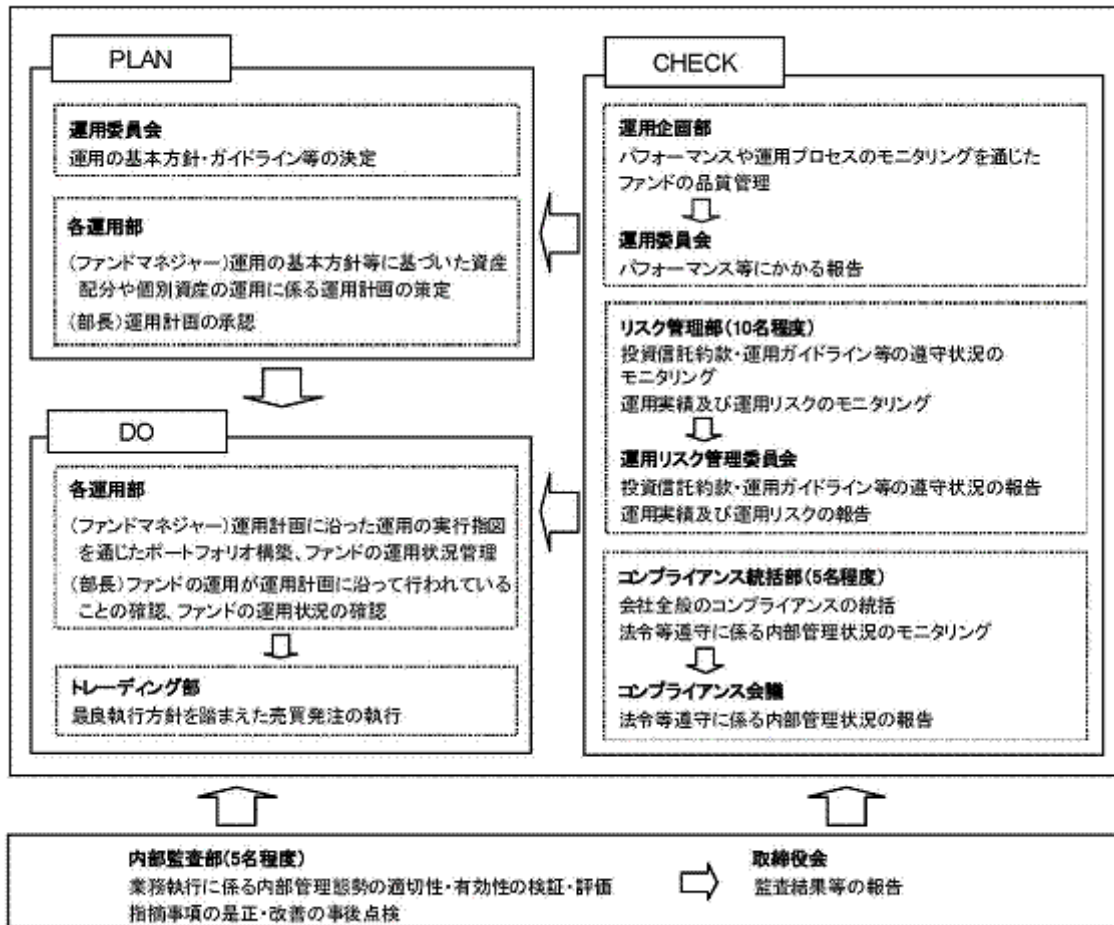 PLAN
運用委員会
運用の基本方針・ガイドライン等の決定
各運用部
(ファンドマネジャー)運用の基本方針等に基づいた資産
配分や個別資産の運用に係る運用計画の策定
(部長)運用計画の承認
DO
各運用部
(ファンドマネジャー)運用計画に沿った運用の実行指図
を通じたポートフォリオ構築、ファンドの運用状況管理
(部長)ファンドの運用が運用計画に沿って行われている
ことの確認、ファンドの運用状況の確認
トレーディング部
最良執行方針を踏まえた売買発注の執行
CHECK
運用企画部
パフォーマンスや運用プロセスのモニタリングを通じた
ファンドの品質管理
運用委員会
パフォーマンス等にかかる報告
リスク管理部(10名程度)
投資信託約款・運用ガイドライン等の遵守状況の
モニタリング
運用実績及び運用リスクのモニタリング
運用リスク管理委員会
投資信託約款・運用ガイドライン等の遵守状況の報告
運用実績及び運用リスクの報告
コンプライアンス統括部(5名程度)
会社全般のコンプライアンスの統括
法令等遵守に係る内部管理状況のモニタリング
コンプライアンス会議
法令等遵守に係る内部管理状況の報告
内部監査部(5名程度)
業務執行に係る内部管理態勢の適切性・有効性の検証・評価
指摘事項の是正・改善の事後点検
取締役会
監査結果等の報告